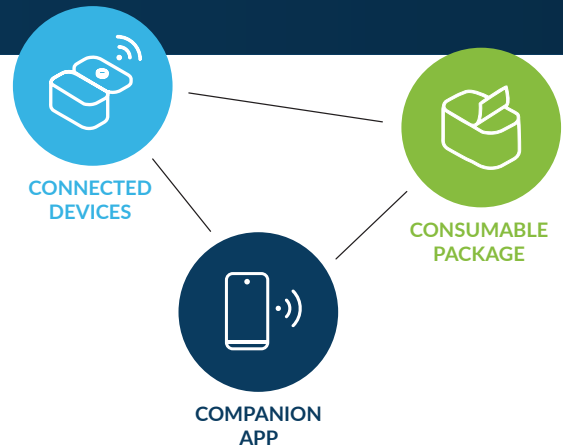 CONNECTED
DEVICES
CONSUMABLE
PACKAGE
COMPANION
APP